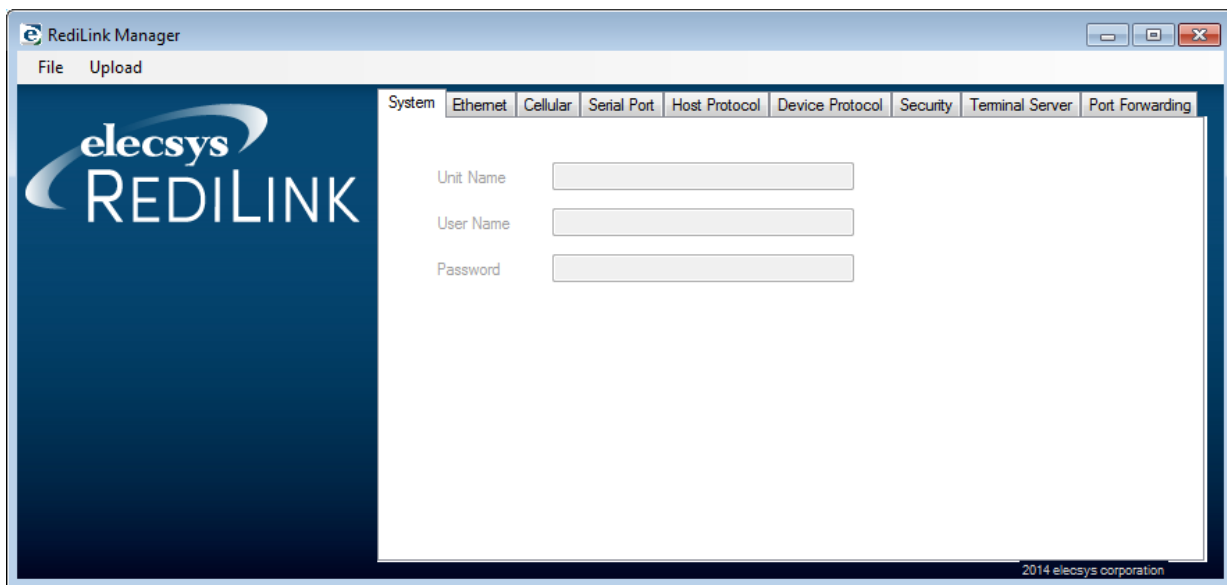 RediLink Manager
File Upload
elecsys
REDILINK
System Ethernet Cellular Serial Port Host Protocol Device Protocol Security Terminal Server Port Forwarding
Unit Name
User Name
Password
2014 elecsys corporation